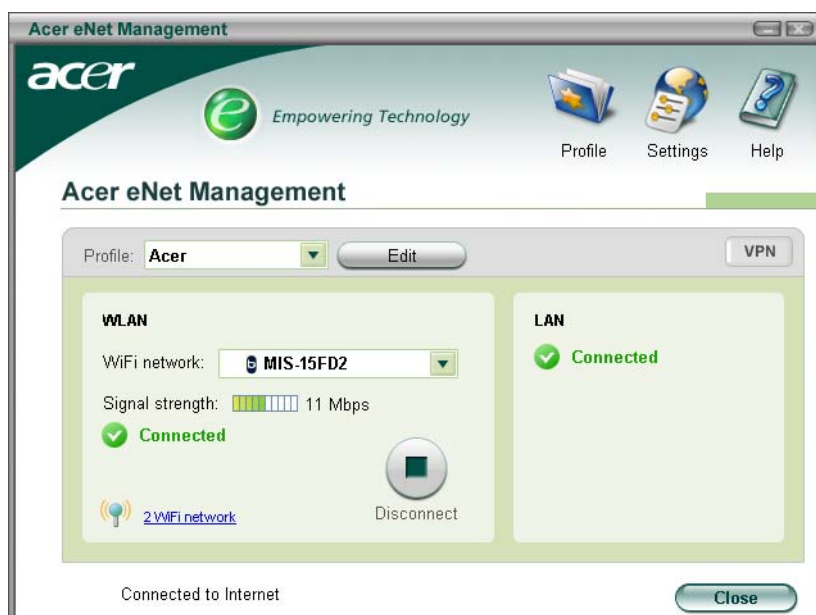 Acer eNet Management
acer
e Empowering Technology
Profile Settings Help
Acer eNet Management
Profile: Acer Edit VPN
WLAN
WiFi network: b MIS-15FD2
Signal strength: 11 Mbps
Connected
2 WiFi network
Disconnect
LAN
Connected
Connected to Internet
Close